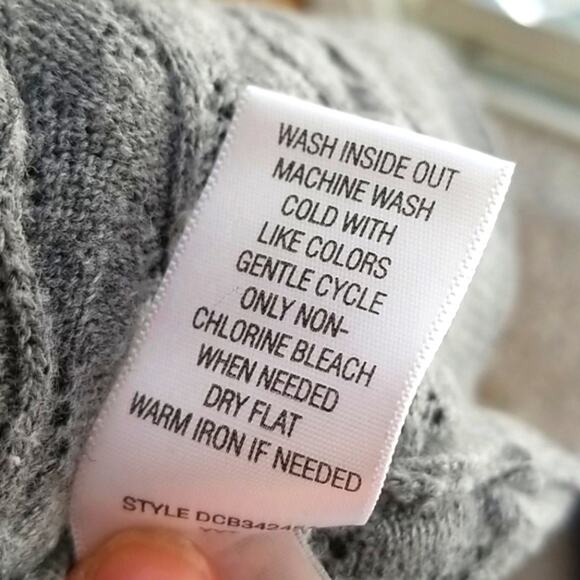 WASH INSIDE OUT
MACHINE WASH
COLD WITH
LIKE COLORS
GENTLE CYCLE
ONLY NON-
CHLORINE BLEACH
WHEN NEEDED
DRY FLAT
WARM IRON IF NEEDED
STYLE